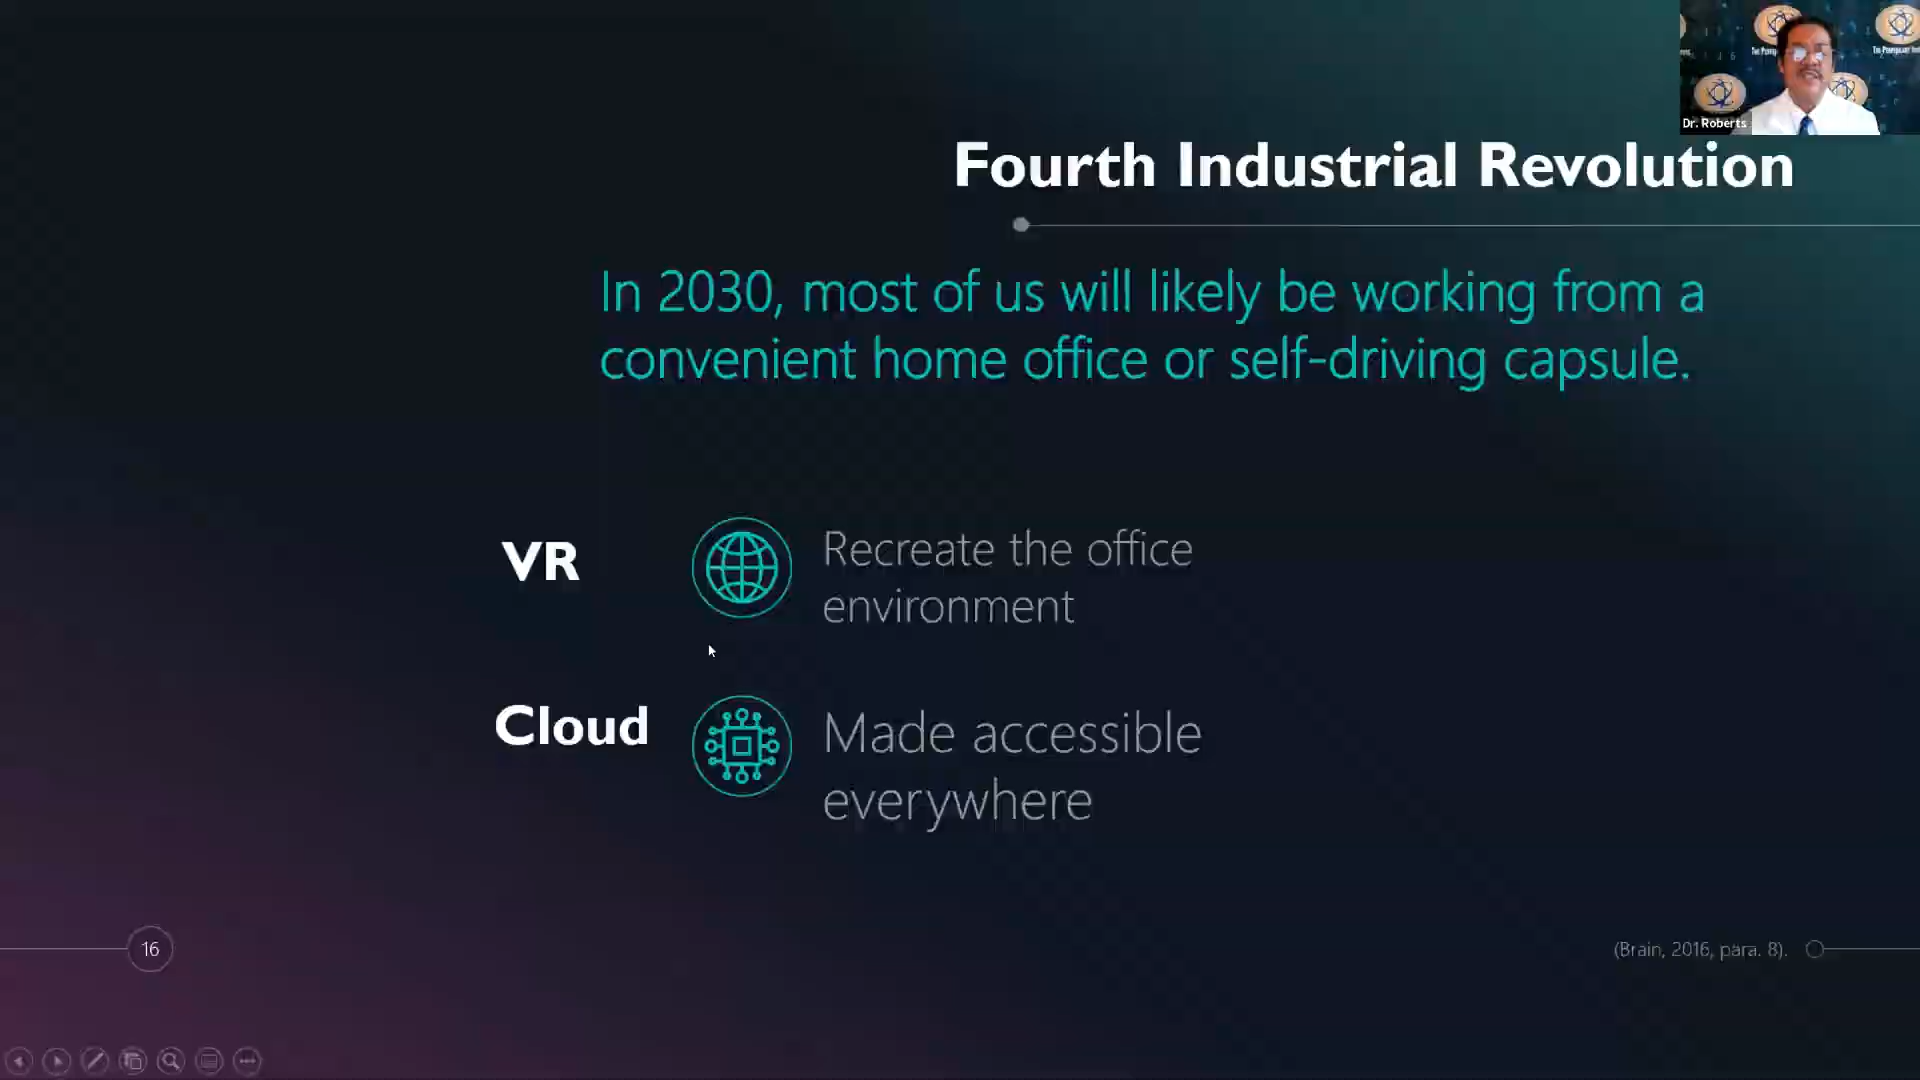 Dr. Roberts
Fourth Industrial Revolution
In 2030, most of us will likely be working from a
convenient home office or self-driving capsule.
VR
Recreate the office
environment
Cloud
Made accessible
everywhere
16
(Brain, 2016, para. 8).